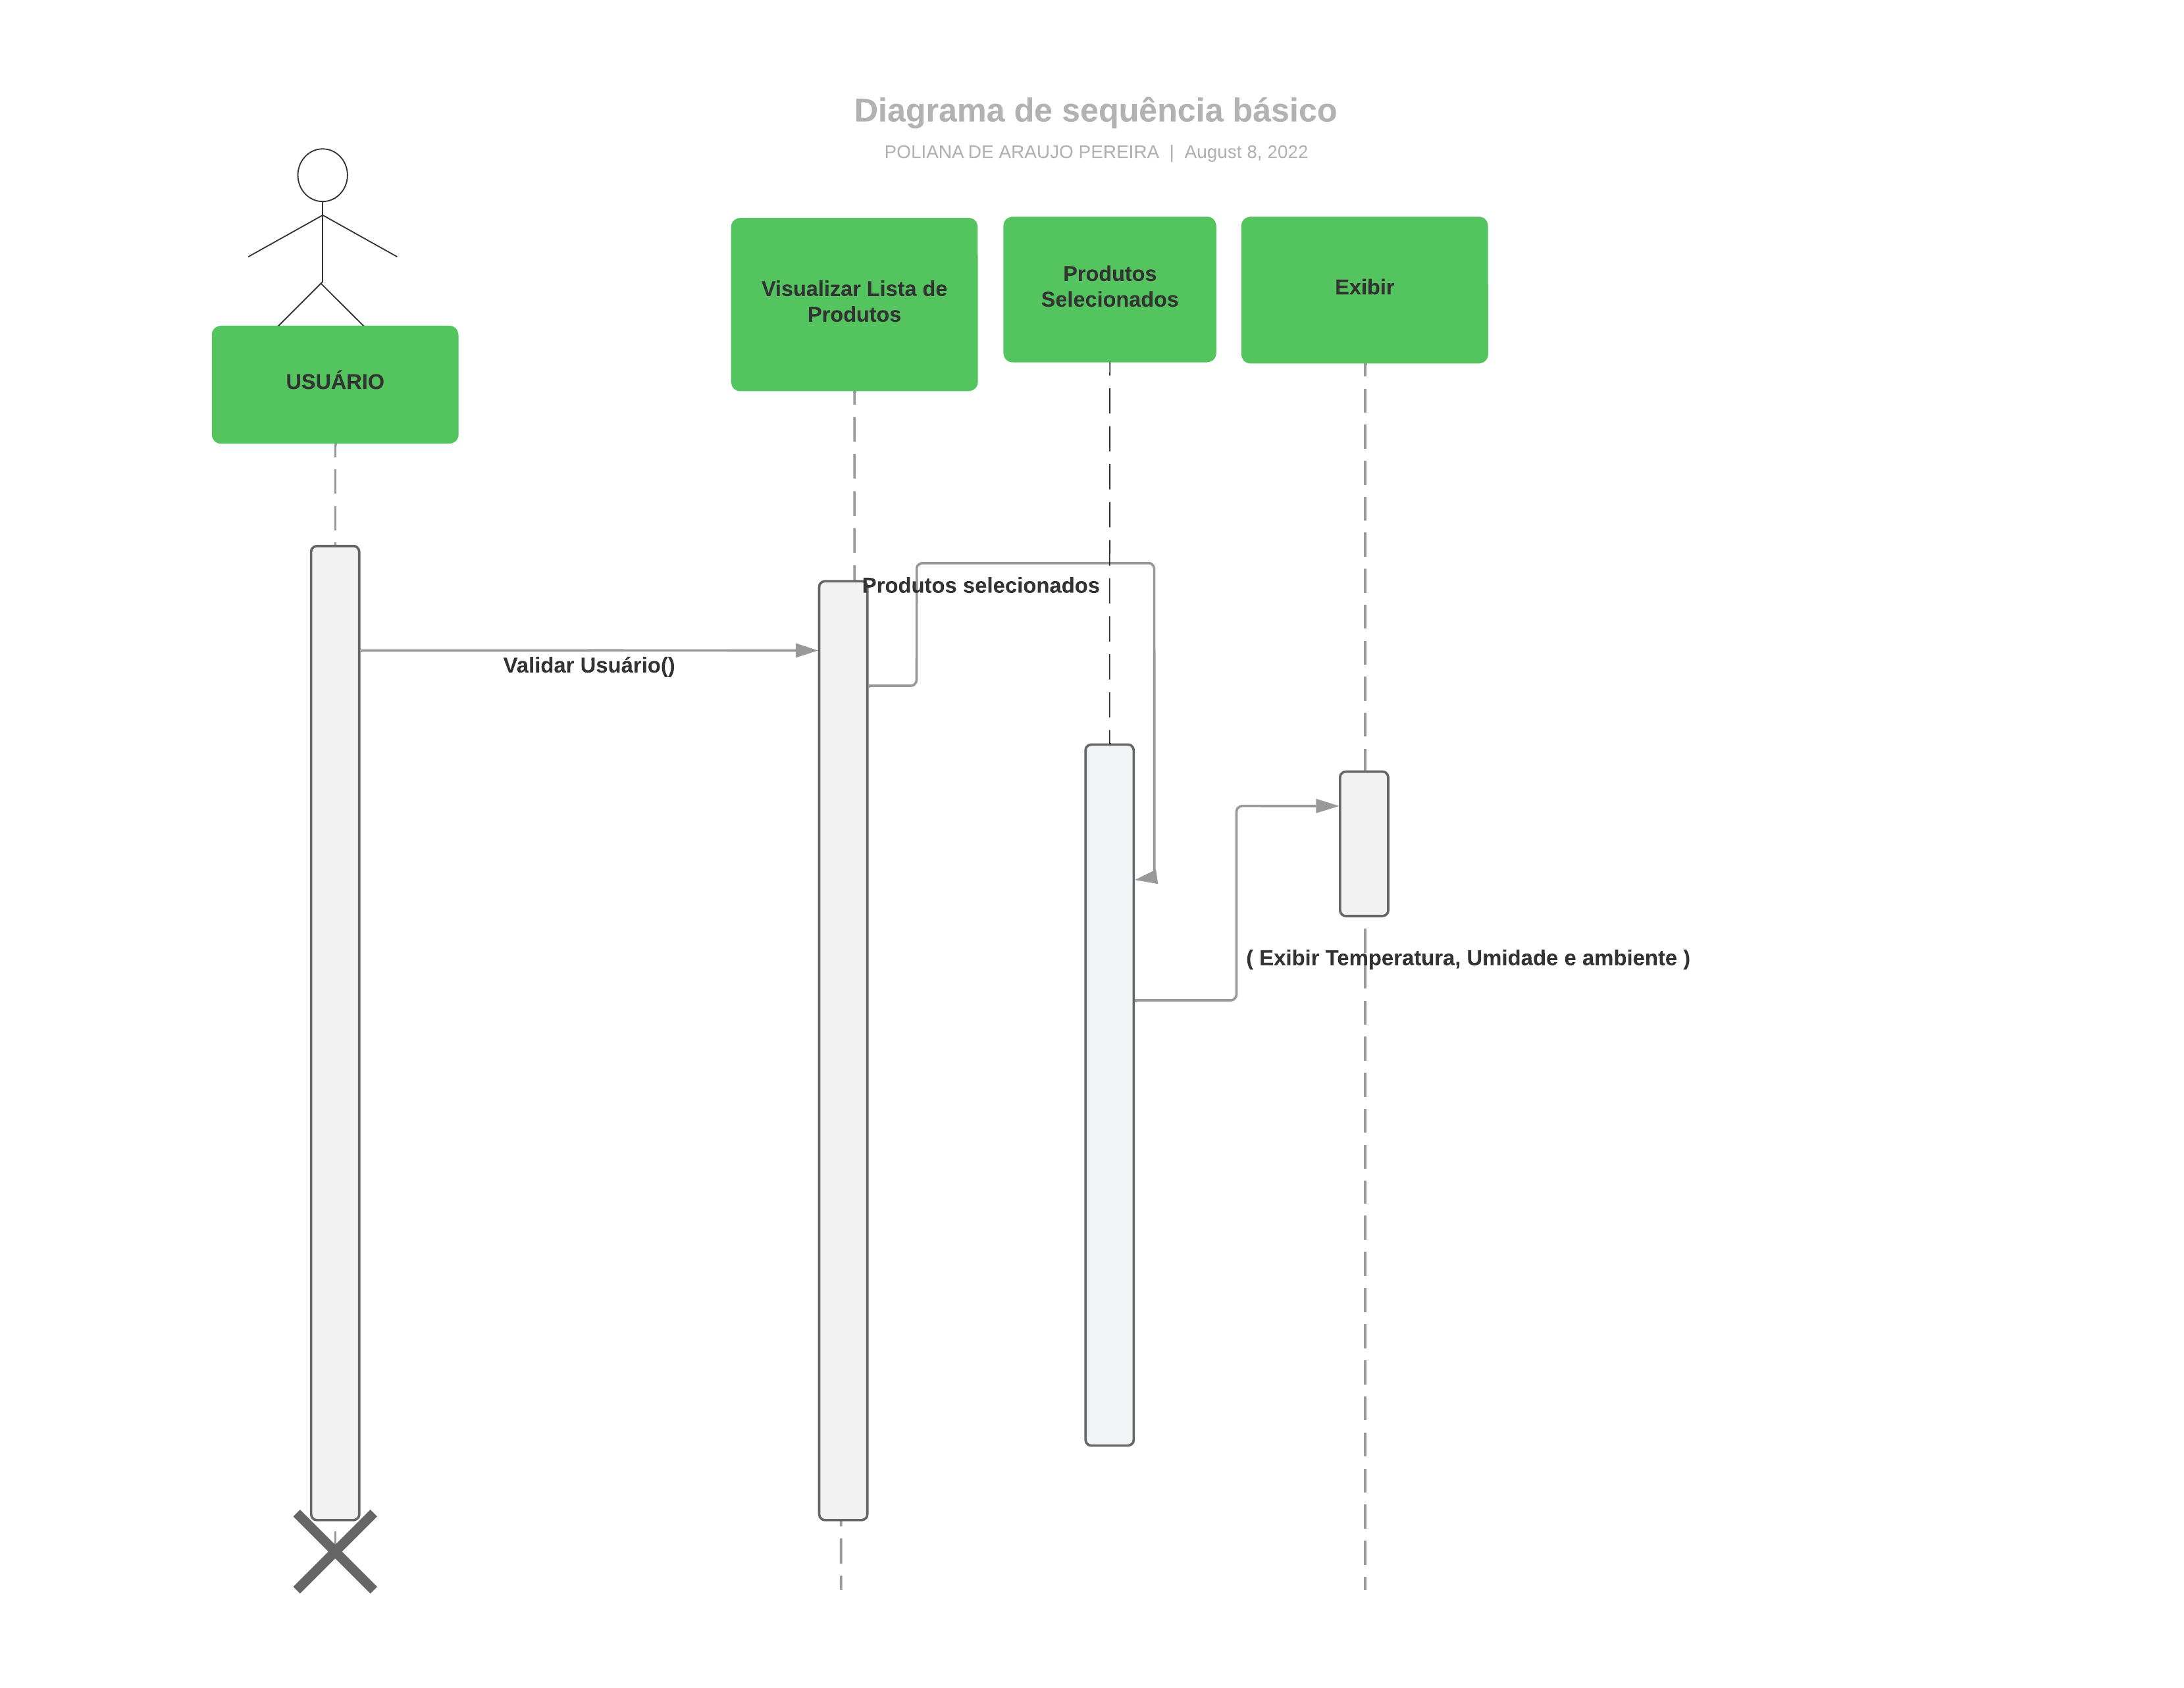 Diagrama de sequência básico
POLIANA DE ARAUJO PEREIRA | August 8, 2022
USUÁRIO
Visualizar Lista de
Produtos
Produtos
Selecionados
Exibir
Produtos selecionados
Validar Usuário()
( Exibir Temperatura, Umidade e ambiente )